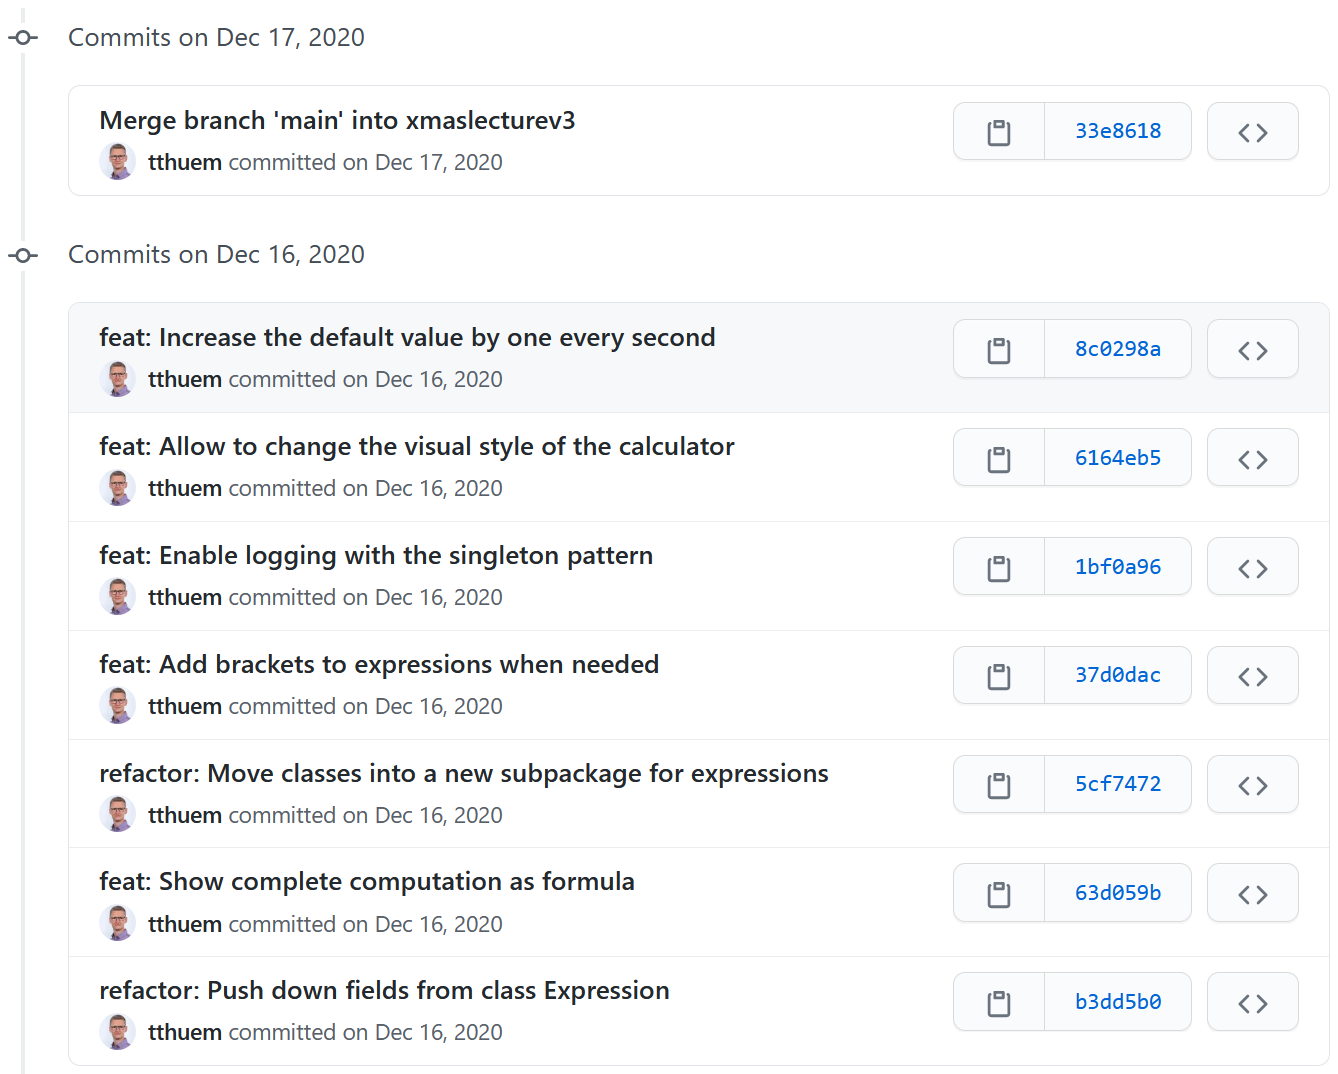 Commits on Dec 17, 2020
Merge branch 'main' into xmaslecturev3
33e8618
tthuem committed on Dec 17, 2020
Commits on Dec 16, 2020
feat: Increase the default value by one every second
8c0298a
tthuem committed on Dec 16, 2020
feat: Allow to change the visual style of the calculator
6164eb5
tthuem committed on Dec 16, 2020
feat: Enable logging with the singleton pattern
1bf0a96
tthuem committed on Dec 16, 2020
feat: Add brackets to expressions when needed
37d0dac
tthuem committed on Dec 16, 2020
refactor: Move classes into a new subpackage for expressions
5cf7472
tthuem committed on Dec 16, 2020
feat: Show complete computation as formula
63d059b
tthuem committed on Dec 16, 2020
refactor: Push down fields from class Expression
b3dd5b0
tthuem committed on Dec 16, 2020